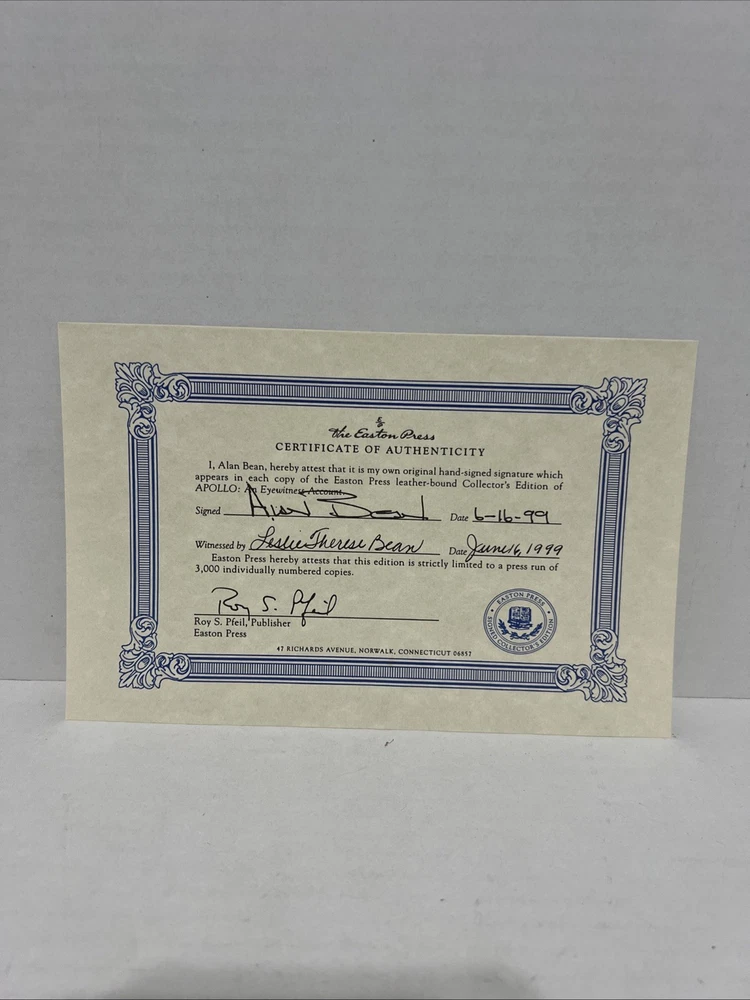 the Easton Press
CERTIFICATE OF AUTHENTICITY
I, Alan Bean, hereby attest that it is my own original hand-signed signature which
appears in each copy of the Easton Press leather-bound Collector's Edition of
APOLLO: An Eyewitness Account.
Signed Alan Bean Date 6-16-99
Witnessed by Leslie Therese Bean Date June 16, 1999
Easton Press hereby attests that this edition is strictly limited to a press run of
3,000 individually numbered copies.
Roy S. Pfeil
Roy S. Pfeil, Publisher
Easton Press
EASTON PRESS
SIGNED COLLECTOR'S EDITION
47 RICHARDS AVENUE, NORWALK, CONNECTICUT 06857